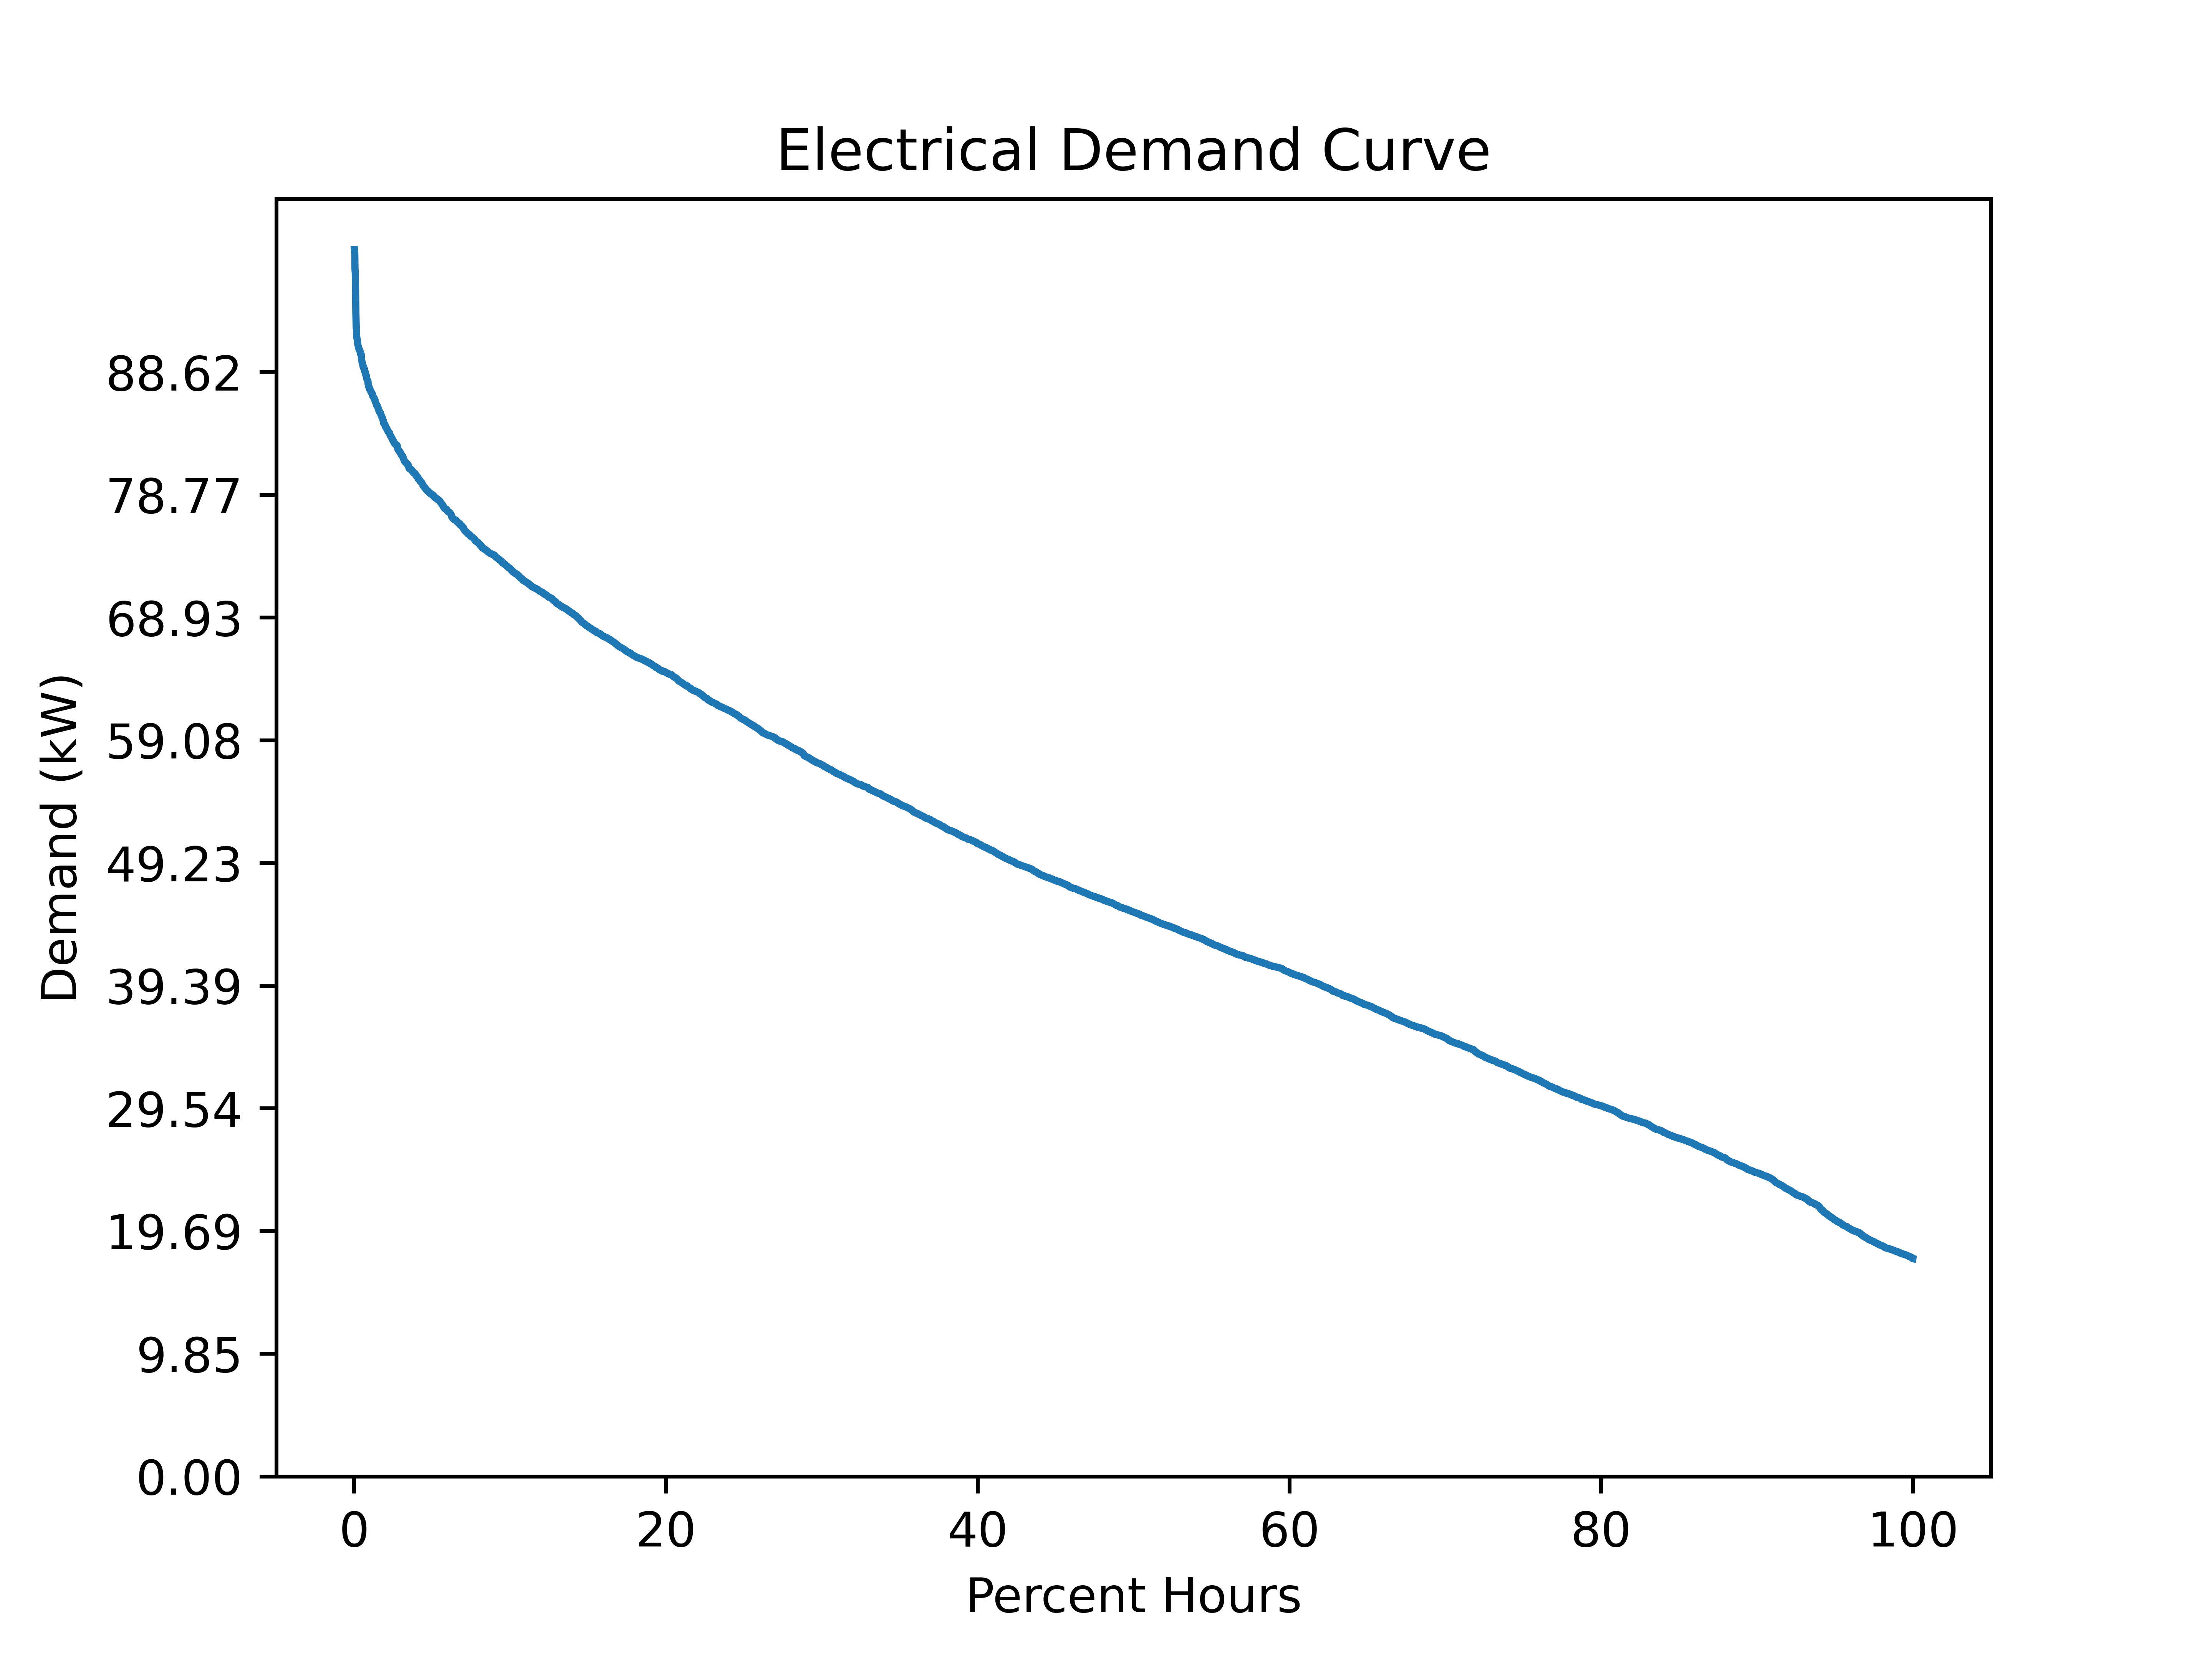 Electrical Demand Curve
Demand (kW)
88.62
78.77
68.93
59.08
49.23
39.39
29.54
19.69
9.85
0.00
0 20 40 60 80 100
Percent Hours